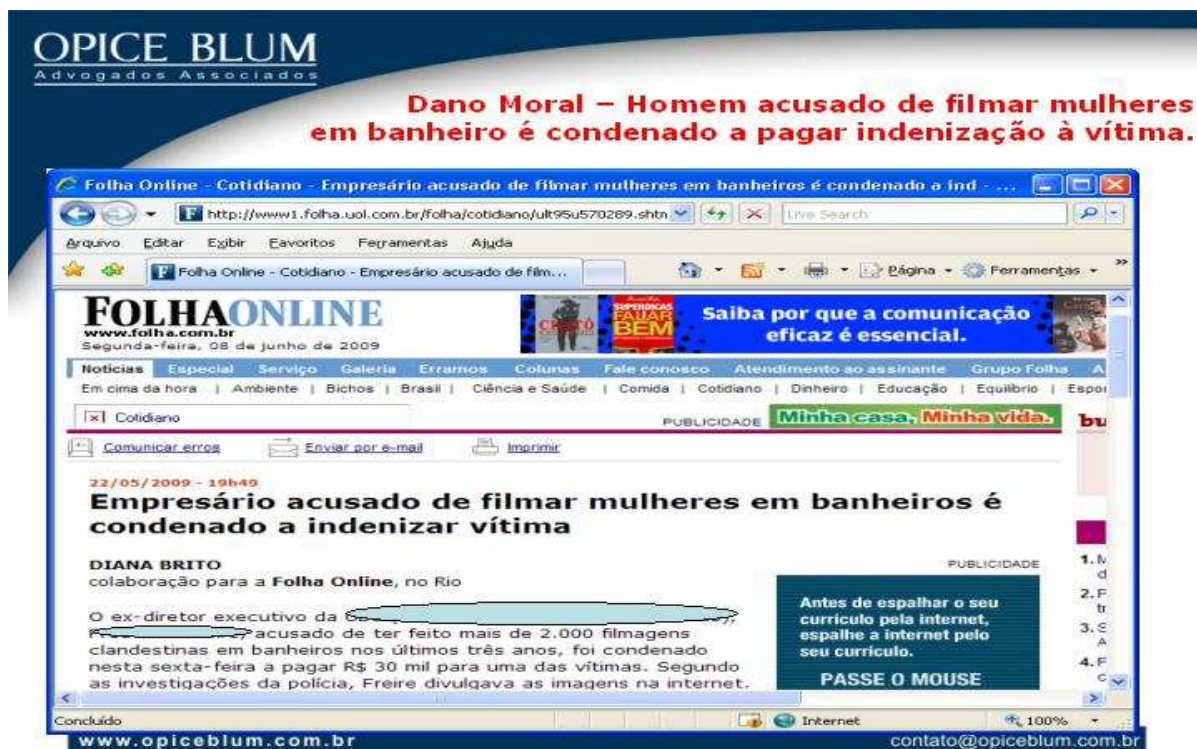 OPICE BLUM
Advogados Associados
Dano Moral – Homem acusado de filmar mulheres
em banheiro é condenado a pagar indenização à vítima.
Folha Online - Cotidiano - Empresário acusado de filmar mulheres em banheiros é condenado a ind - ...
http://www1.folha.uol.com.br/folha/cotidiano/ult95u570289.shtn
Live Search
Arquivo Editar Exibir Favoritos Ferramentas Ajuda
Folha Online - Cotidiano - Empresário acusado de film...
Página
Ferramentas
FOLHAONLINE
www.folha.com.br
Segunda-feira, 08 de junho de 2009
SUPERDICAS
FALAR
BEM
Saiba por que a comunicação
eficaz é essencial.
Notícias Especial Serviço Galeria Erramos Colunas Fale conosco Atendimento ao assinante Grupo Folha A
Em cima da hora | Ambiente | Bichos | Brasil | Ciência e Saúde | Comida | Cotidiano | Dinheiro | Educação | Equilíbrio | Espor
Cotidiano
PUBLICIDADE
Minha casa, Minha vida.
bu
Comunicar erros Enviar por e-mail Imprimir
22/05/2009 - 19h49
Empresário acusado de filmar mulheres em banheiros é
condenado a indenizar vítima
DIANA BRITO
colaboração para a Folha Online, no Rio
O ex-diretor executivo da
acusado de ter feito mais de 2.000 filmagens
clandestinas em banheiros nos últimos três anos, foi condenado
nesta sexta-feira a pagar R$ 30 mil para uma das vítimas. Segundo
as investigações da polícia, Freire divulgava as imagens na internet.
PUBLICIDADE
Antes de espalhar o seu
currículo pela internet,
espalhe a internet pelo
seu currículo.
PASSE O MOUSE
1.
2.
3.
4.
Concluído
Internet
100%
www.opiceblum.com.br
contato@opiceblum.com.br